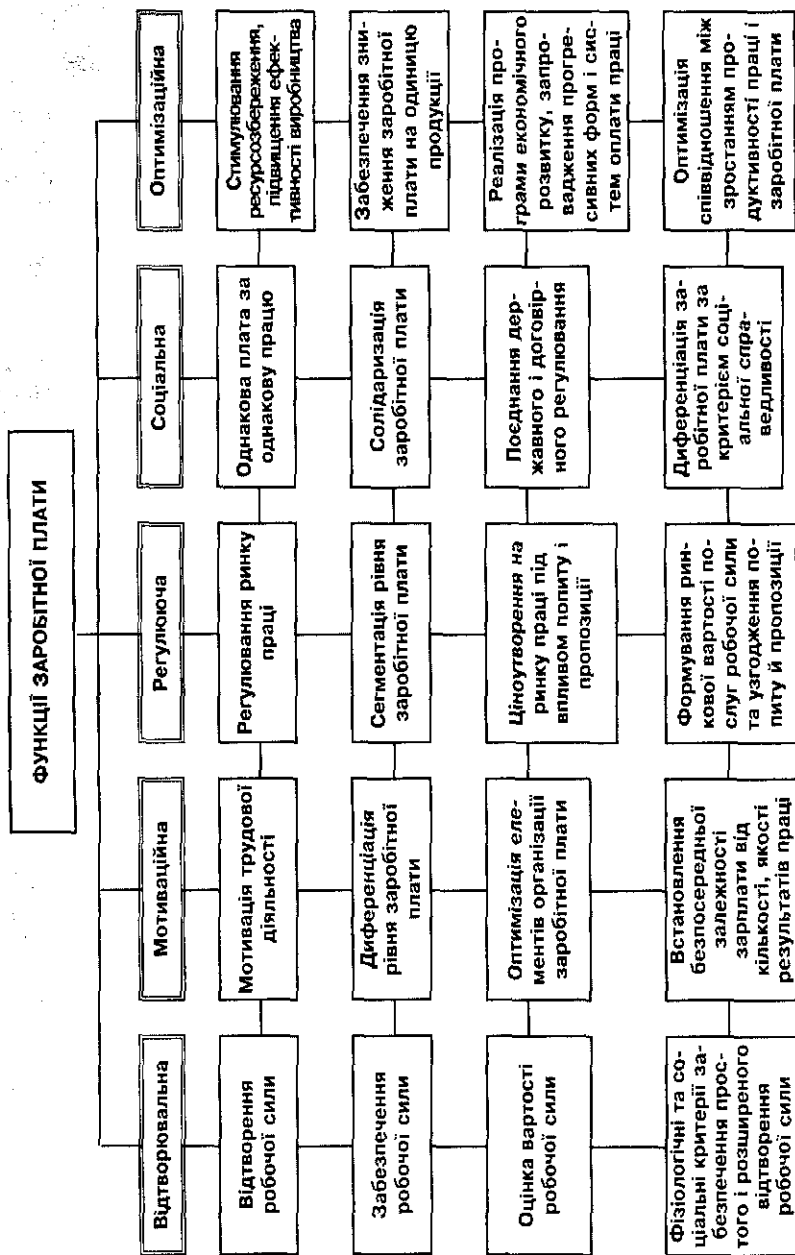 ФУНКЦІЇ ЗАРОБІТНОЇ ПЛАТИ
Відтворювальна
Мотиваційна
Регулююча
Соціальна
Оптимізаційна
Відтворення
робочої сили
Мотивація трудової
діяльності
Регулювання ринку
праці
Однакова плата за
однакову працю
Стимулювання
ресурсозбереження,
підвищення ефек-
тивності виробництва
Забезпечення
робочої сили
Диференціація
рівня заробітної
плати
Сегментація рівня
заробітної плати
Солідаризація
заробітної плати
Забезпечення зни-
ження заробітної
плати на одиницю
продукції
Оцінка вартості
робочої сили
Оптимізація еле-
ментів організації
заробітної плати
Ціноутворення на
ринку праці під
впливом попиту і
пропозиції
Поєднання дер-
жавного і договір-
ного регулювання
Реалізація про-
грами економічного
розвитку, запро-
вадження прогре-
сивних форм і сис-
тем оплати праці
Фізіологічні та со-
ціальні критерії за-
безпечення прос-
того і розширеного
відтворення
робочої сили
Встановлення
безпосередньої
залежності
зарплати від
кількості, якості
результатів праці
Формування рин-
кової вартості по-
слуг робочої сили
та узгодження по-
питу й пропозиції
Диференціація за-
робітної плати за
критерієм соці-
альної спра-
ведливості
Оптимізація
співвідношення між
зростанням про-
дуктивності праці і
заробітної плати